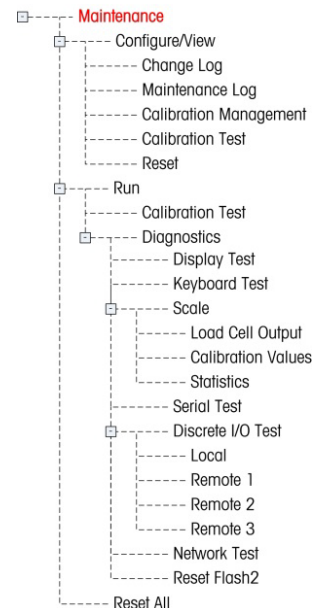 Maintenance
Configure/View
Change Log
Maintenance Log
Calibration Management
Calibration Test
Reset
Run
Calibration Test
Diagnostics
Display Test
Keyboard Test
Scale
Load Cell Output
Calibration Values
Statistics
Serial Test
Discrete I/O Test
Local
Remote 1
Remote 2
Remote 3
Network Test
Reset Flash2
Reset All